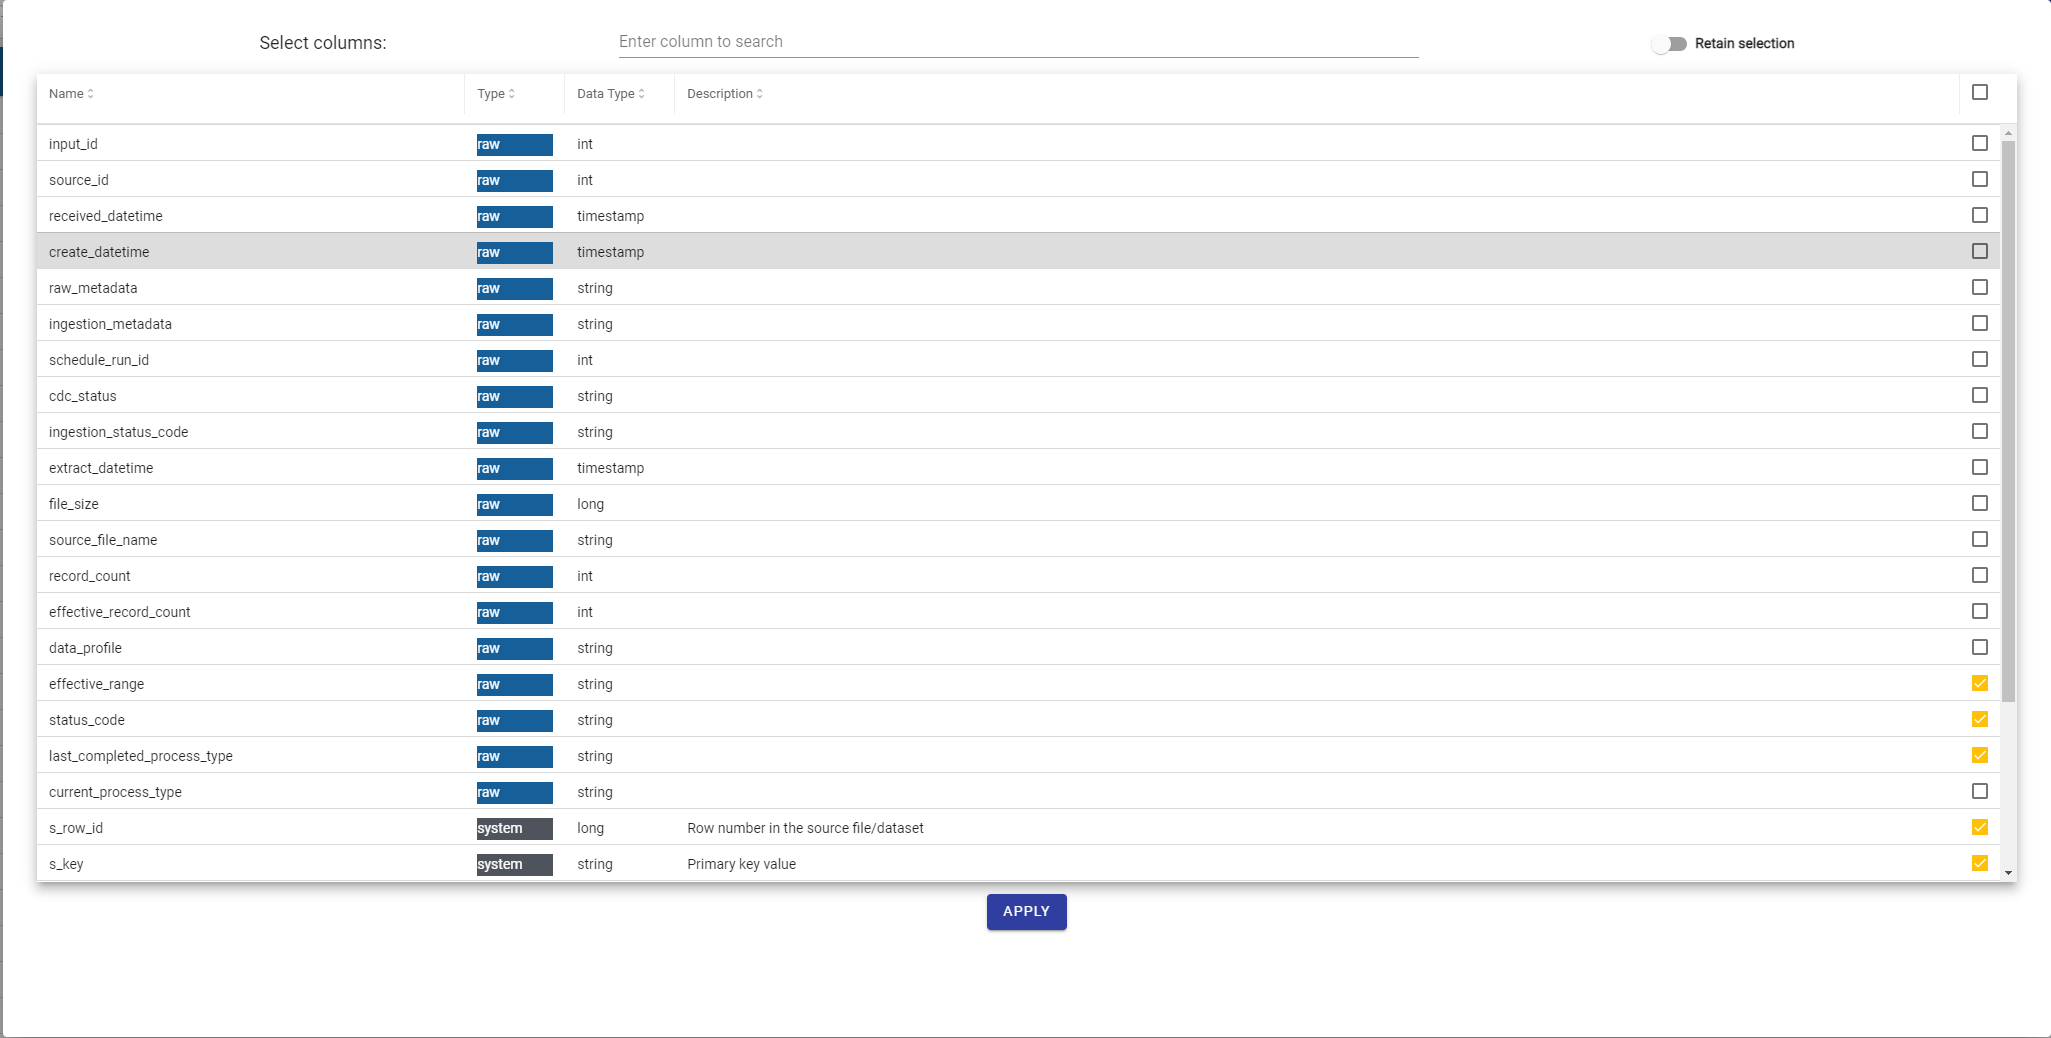 Select columns: Enter column to search Retain selection
Name Type Data Type Description
input_id raw int
source_id raw int
received_datetime raw timestamp
create_datetime raw timestamp
raw_metadata raw string
ingestion_metadata raw string
schedule_run_id raw int
cdc_status raw string
ingestion_status_code raw string
extract_datetime raw timestamp
file_size raw long
source_file_name raw string
record_count raw int
effective_record_count raw int
data_profile raw string
effective_range raw string
status_code raw string
last_completed_process_type raw string
current_process_type raw string
s_row_id system long Row number in the source file/dataset
s_key system string Primary key value
APPLY